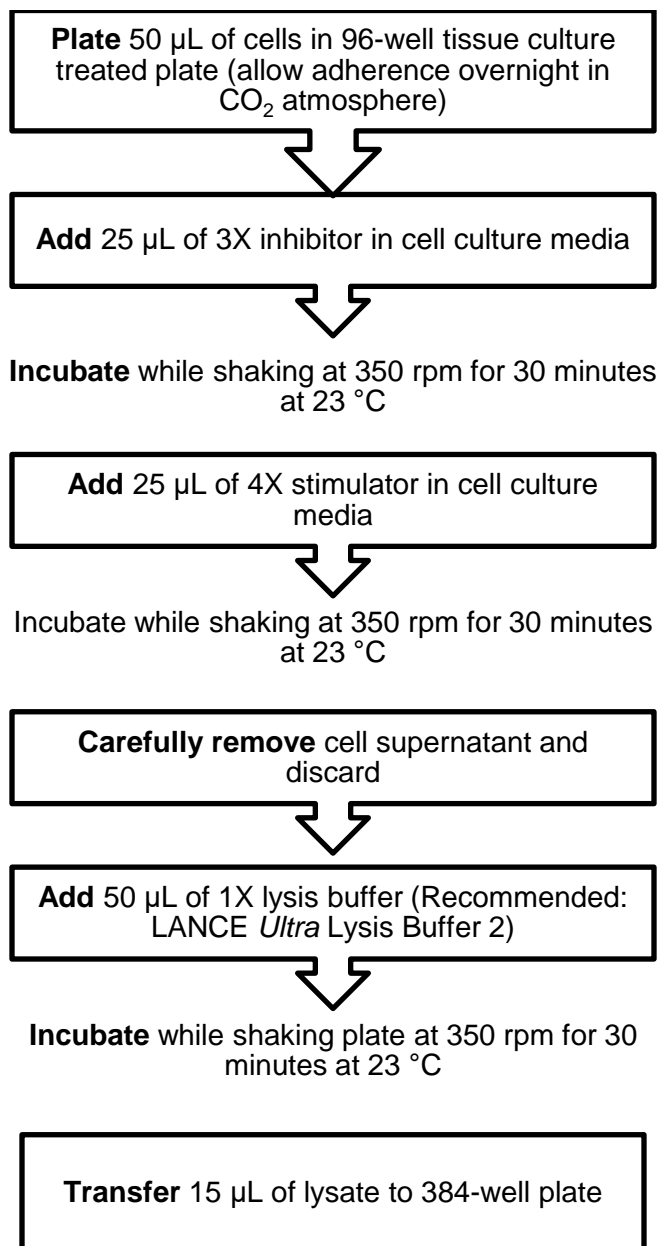 Plate 50 µL of cells in 96-well tissue culture
treated plate (allow adherence overnight in
CO₂ atmosphere)
Add 25 µL of 3X inhibitor in cell culture media
Incubate while shaking at 350 rpm for 30 minutes
at 23 °C
Add 25 µL of 4X stimulator in cell culture
media
Incubate while shaking at 350 rpm for 30 minutes
at 23 °C
Carefully remove cell supernatant and
discard
Add 50 µL of 1X lysis buffer (Recommended:
LANCE Ultra Lysis Buffer 2)
Incubate while shaking plate at 350 rpm for 30
minutes at 23 °C
Transfer 15 µL of lysate to 384-well plate